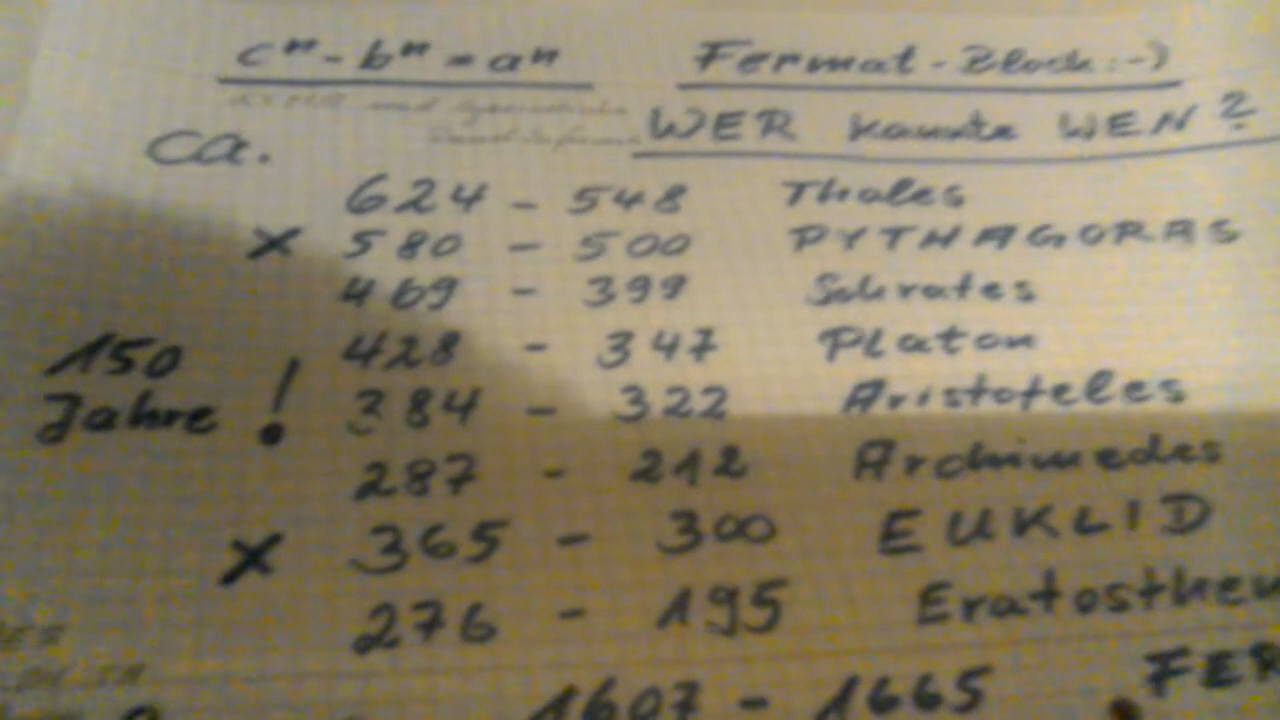 cⁿ - bⁿ = aⁿ Fermat-Block :-)
WER kannte WEN?
ca.
624 - 548 Thales
x 580 - 500 PYTHAGORAS
469 - 399 Sokrates
428 - 347 Platon
150 Jahre! 384 - 322 Aristoteles
287 - 212 Archimedes
x 365 - 300 EUKLID
276 - 195 Eratosthen
1607 - 1665 FER